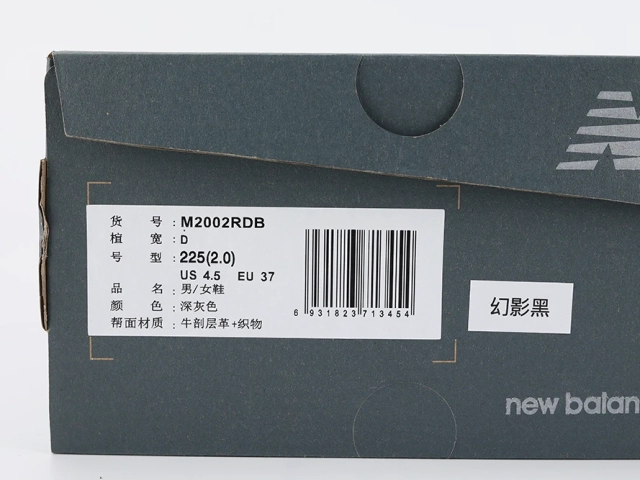 货 号 : M2002RDB
楦 宽 : D
号 型 : 225(2.0)
US 4.5 EU 37
品 名 : 男/女鞋
颜 色 : 深灰色
帮面材质 : 牛剖层革+织物
6 931823 713454
幻影黑
new balan